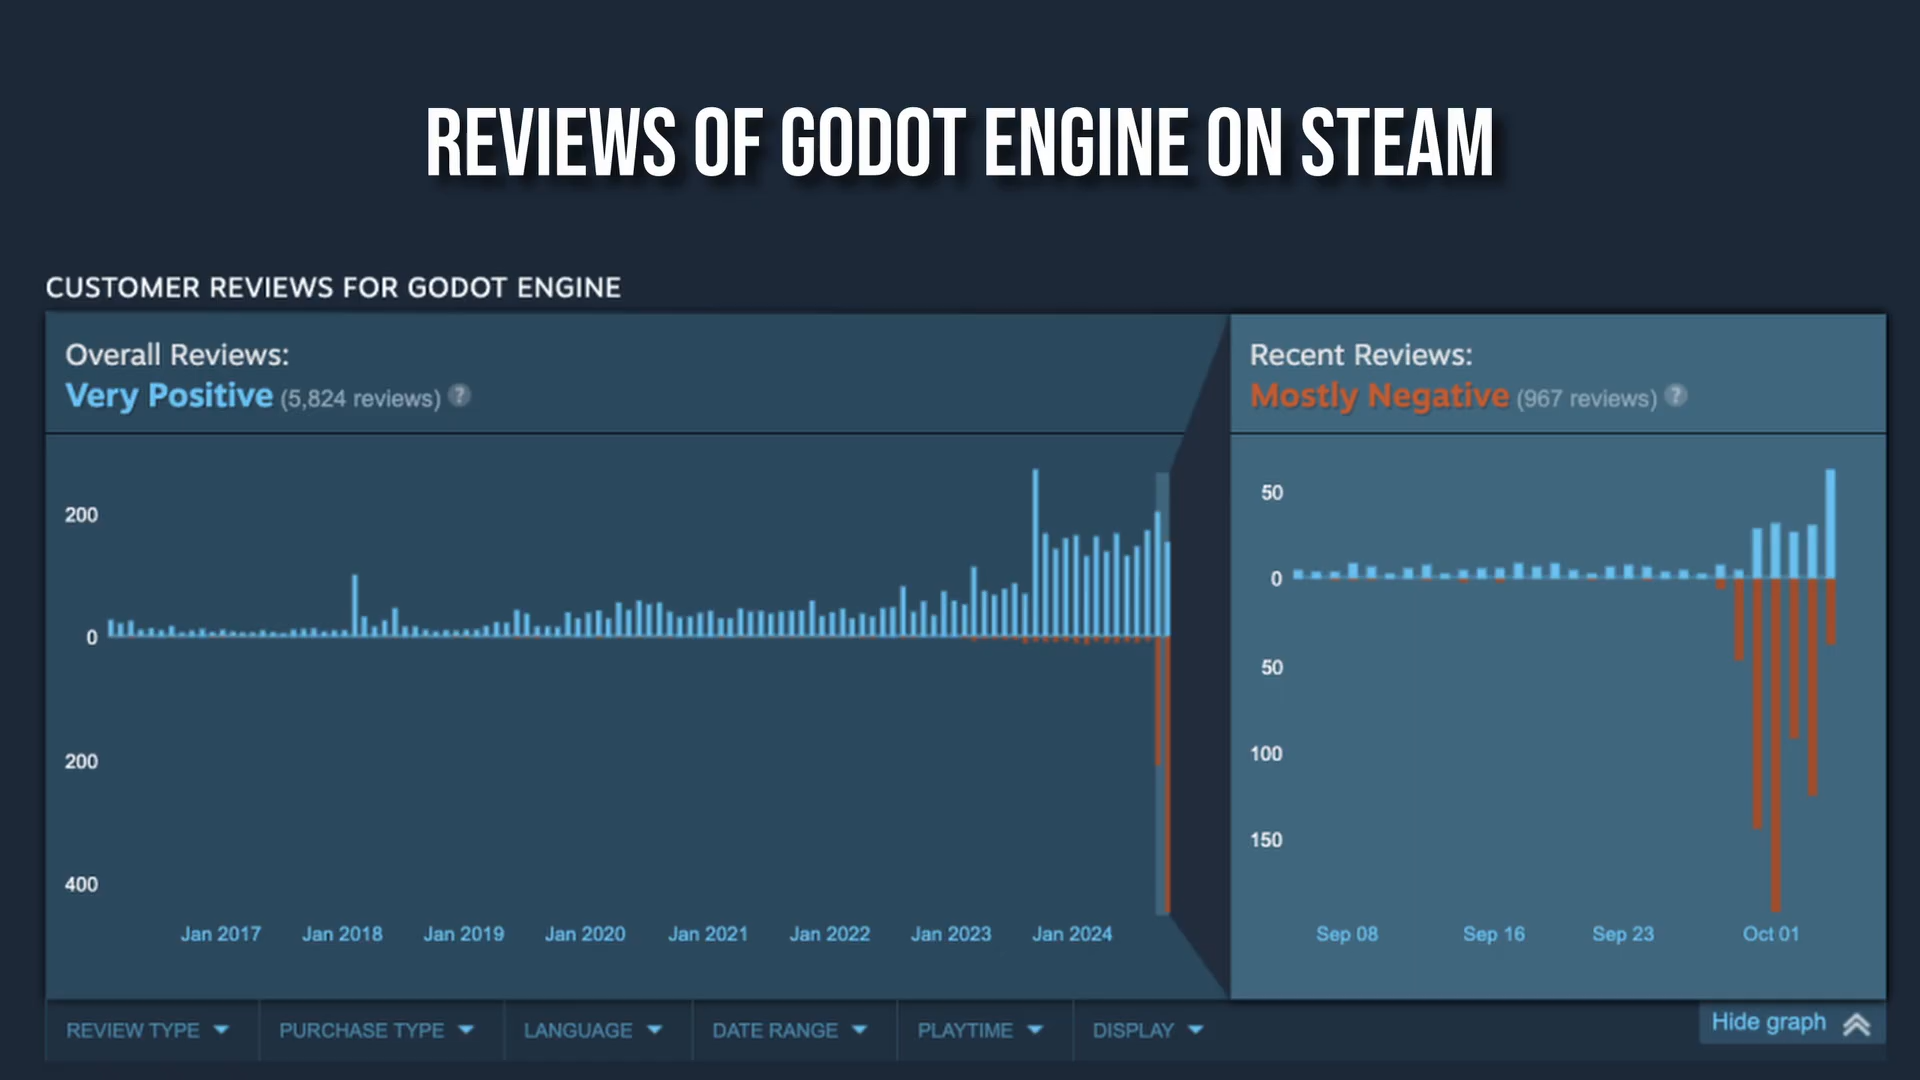 REVIEWS OF GODOT ENGINE ON STEAM
CUSTOMER REVIEWS FOR GODOT ENGINE
Overall Reviews:
Very Positive (5,824 reviews) ?
200
0
200
400
Jan 2017 Jan 2018 Jan 2019 Jan 2020 Jan 2021 Jan 2022 Jan 2023 Jan 2024
Recent Reviews:
Mostly Negative (967 reviews) ?
50
0
50
100
150
Sep 08 Sep 16 Sep 23 Oct 01
REVIEW TYPE PURCHASE TYPE LANGUAGE DATE RANGE PLAYTIME DISPLAY
Hide graph